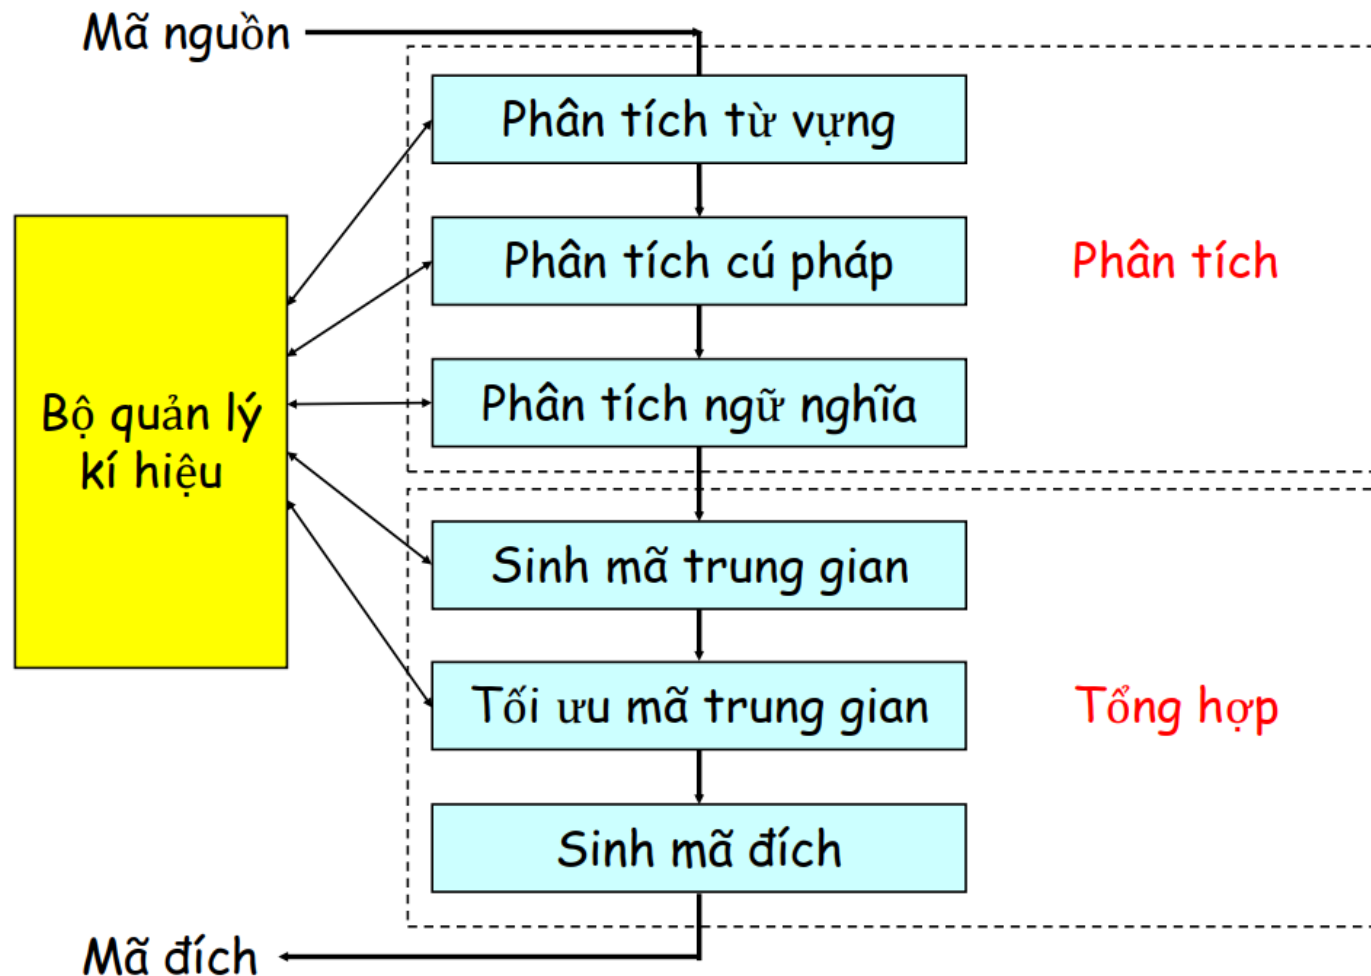 Mã nguồn
Phân tích từ vựng
Phân tích cú pháp
Phân tích
Phân tích ngữ nghĩa
Bộ quản lý
kí hiệu
Sinh mã trung gian
Tối ưu mã trung gian
Tổng hợp
Sinh mã đích
Mã đích